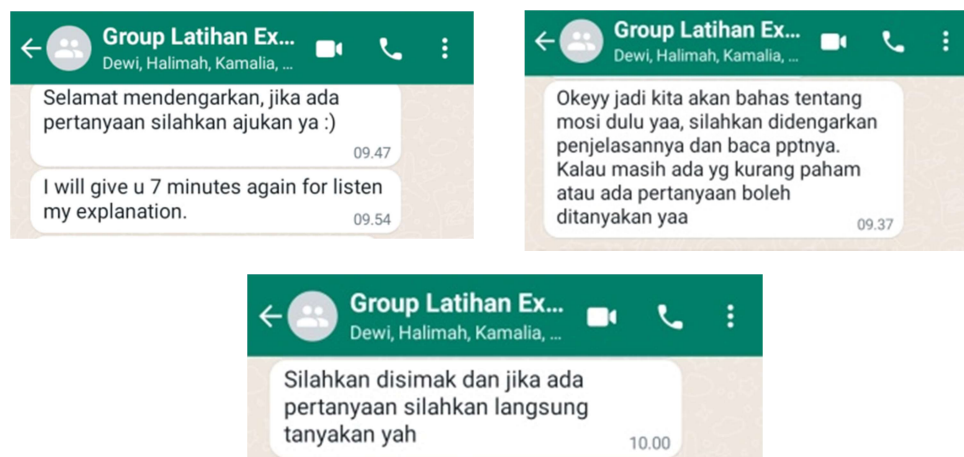 Group Latihan Ex...
Dewi, Halimah, Kamalia, ...
Selamat mendengarkan, jika ada
pertanyaan silahkan ajukan ya :)
09.47
I will give u 7 minutes again for listen
my explanation.
09.54
Group Latihan Ex...
Dewi, Halimah, Kamalia, ...
Okeyy jadi kita akan bahas tentang
mosi dulu yaa, silahkan didengarkan
penjelasannya dan baca pptnya.
Kalau masih ada yg kurang paham
atau ada pertanyaan boleh
ditanyakan yaa
09.37
Group Latihan Ex...
Dewi, Halimah, Kamalia, ...
Silahkan disimak dan jika ada
pertanyaan silahkan langsung
tanyakan yah
10.00